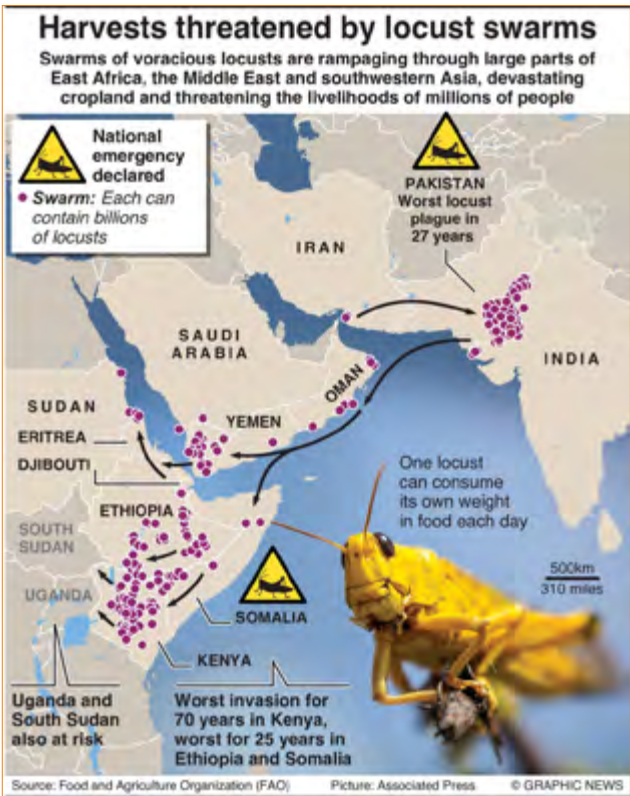 Harvests threatened by locust swarms
Swarms of voracious locusts are rampaging through large parts of
East Africa, the Middle East and southwestern Asia, devastating
cropland and threatening the livelihoods of millions of people
National
emergency
declared
Swarm: Each can
contain billions
of locusts
PAKISTAN
Worst locust
plague in
27 years
IRAN
SAUDI
ARABIA
INDIA
OMAN
SUDAN
YEMEN
ERITREA
DJIBOUTI
ETHIOPIA
One locust
can consume
its own weight
in food each day
SOUTH
SUDAN
500km
310 miles
UGANDA
SOMALIA
KENYA
Uganda and
South Sudan
also at risk
Worst invasion for
70 years in Kenya,
worst for 25 years in
Ethiopia and Somalia
Source: Food and Agriculture Organization (FAO)
Picture: Associated Press
© GRAPHIC NEWS